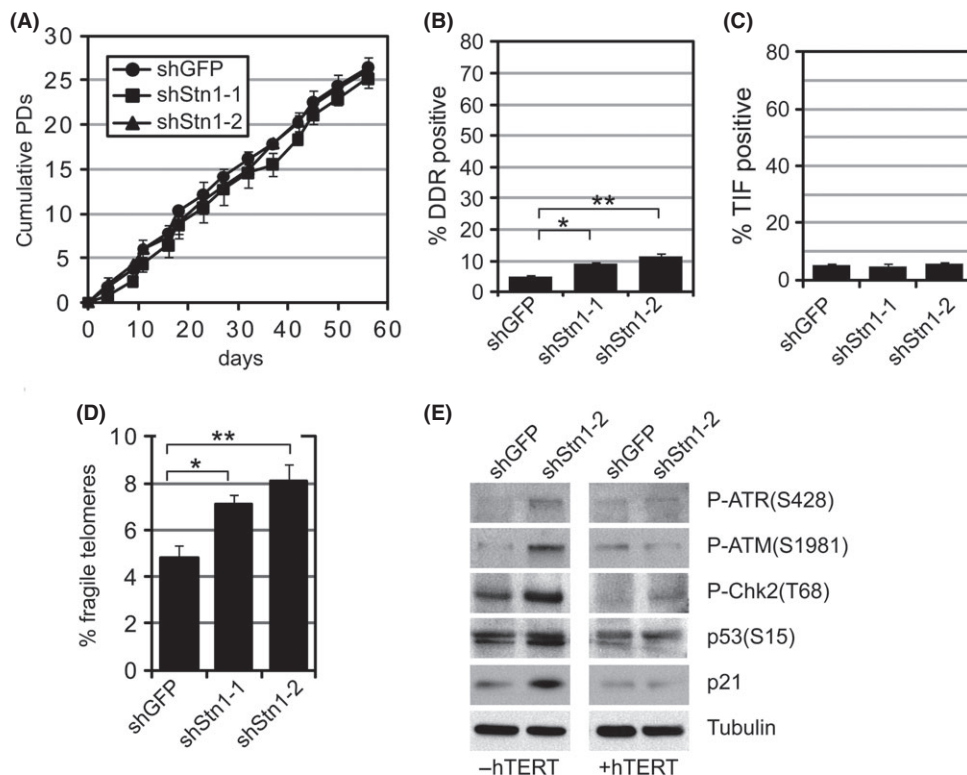 (A)
30
25
20
15
10
5
0
Cumulative PDs
shGFP
shStn1-1
shStn1-2
0 10 20 30 40 50 60
days
(B)
80
70
60
50
40
30
20
10
0
% DDR positive
*
**
shGFP
shStn1-1
shStn1-2
(C)
80
60
40
20
0
% TIF positive
shGFP
shStn1-1
shStn1-2
(D)
10
8
6
4
2
0
% fragile telomeres
*
**
shGFP
shStn1-1
shStn1-2
(E)
shGFP
shStn1-2
shGFP
shStn1-2
P-ATR(S428)
P-ATM(S1981)
P-Chk2(T68)
p53(S15)
p21
Tubulin
–hTERT +hTERT